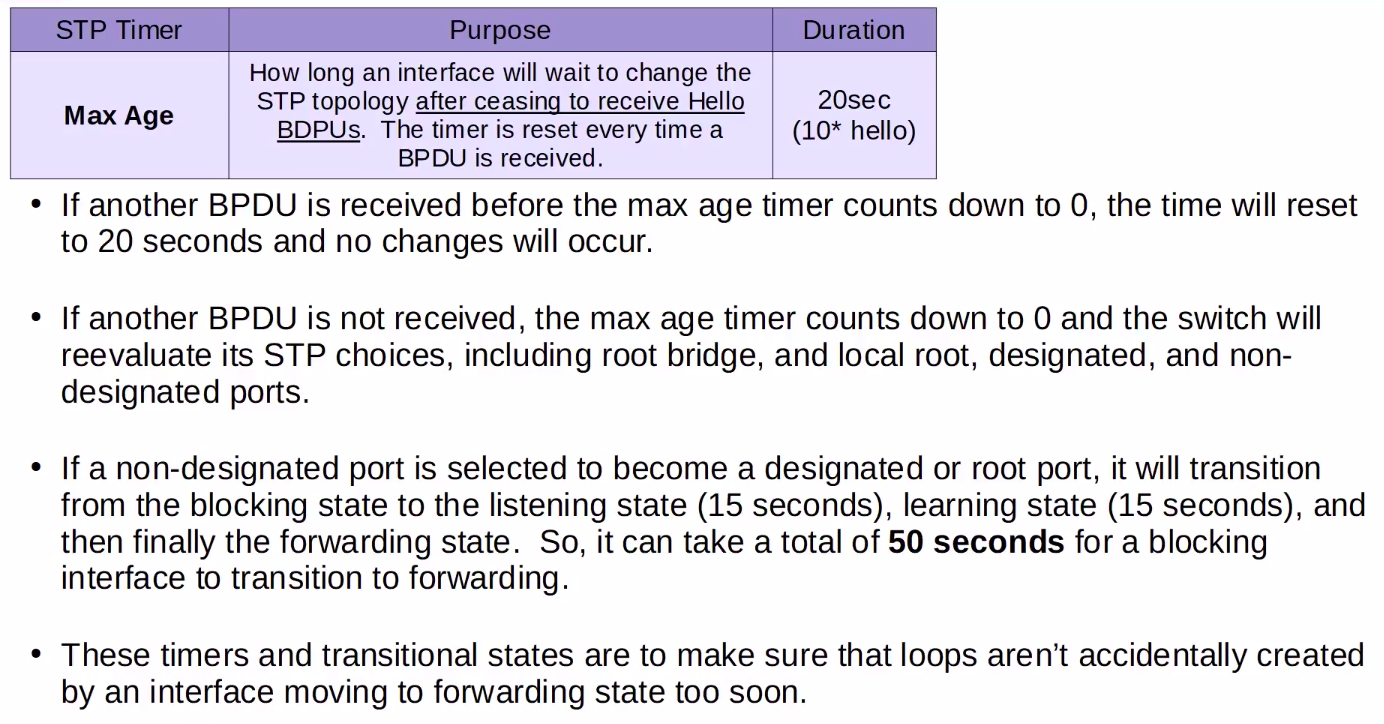 STP Timer Purpose Duration
Max Age
How long an interface will wait to change the
STP topology after ceasing to receive Hello
BDPUs.  The timer is reset every time a
BPDU is received.
20sec
(10* hello)
• If another BPDU is received before the max age timer counts down to 0, the time will reset
to 20 seconds and no changes will occur.
• If another BPDU is not received, the max age timer counts down to 0 and the switch will
reevaluate its STP choices, including root bridge, and local root, designated, and non-
designated ports.
• If a non-designated port is selected to become a designated or root port, it will transition
from the blocking state to the listening state (15 seconds), learning state (15 seconds), and
then finally the forwarding state.  So, it can take a total of 50 seconds for a blocking
interface to transition to forwarding.
• These timers and transitional states are to make sure that loops aren’t accidentally created
by an interface moving to forwarding state too soon.